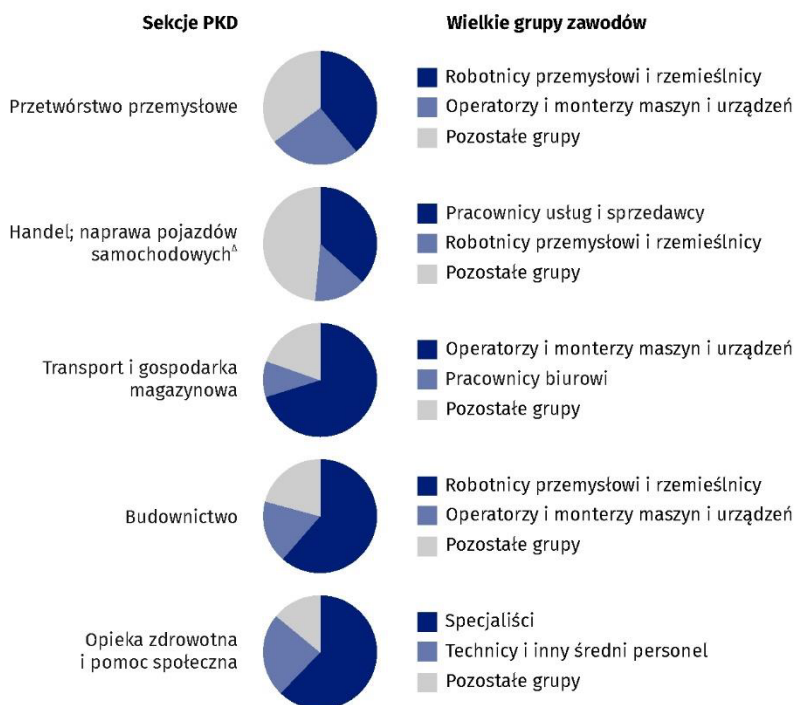 Sekcje PKD
Wielkie grupy zawodów
Przetwórstwo przemysłowe
Robotnicy przemysłowi i rzemieślnicy
Operatorzy i monterzy maszyn i urządzeń
Pozostałe grupy
Handel; naprawa pojazdów
samochodowych^Δ
Pracownicy usług i sprzedawcy
Robotnicy przemysłowi i rzemieślnicy
Pozostałe grupy
Transport i gospodarka
magazynowa
Operatorzy i monterzy maszyn i urządzeń
Pracownicy biurowi
Pozostałe grupy
Budownictwo
Robotnicy przemysłowi i rzemieślnicy
Operatorzy i monterzy maszyn i urządzeń
Pozostałe grupy
Opieka zdrowotna
i pomoc społeczna
Specjaliści
Technicy i inny średni personel
Pozostałe grupy